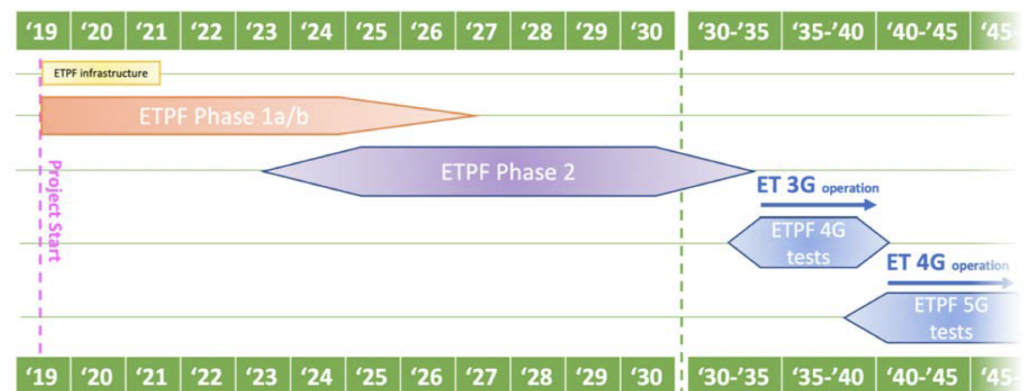 ‘19 ‘20 ‘21 ‘22 ‘23 ‘24 ‘25 ‘26 ‘27 ‘28 ‘29 ‘30 ‘30-’35 ‘35-’40 ‘40-’45 ‘45-
ETPF infrastructure
ETPF Phase 1a/b
Project Start
ETPF Phase 2
ET 3G operation
ETPF 4G
tests
ET 4G operation
ETPF 5G
tests
‘19 ‘20 ‘21 ‘22 ‘23 ‘24 ‘25 ‘26 ‘27 ‘28 ‘29 ‘30 ‘30-’35 ‘35-’40 ‘40-’45 ‘45-